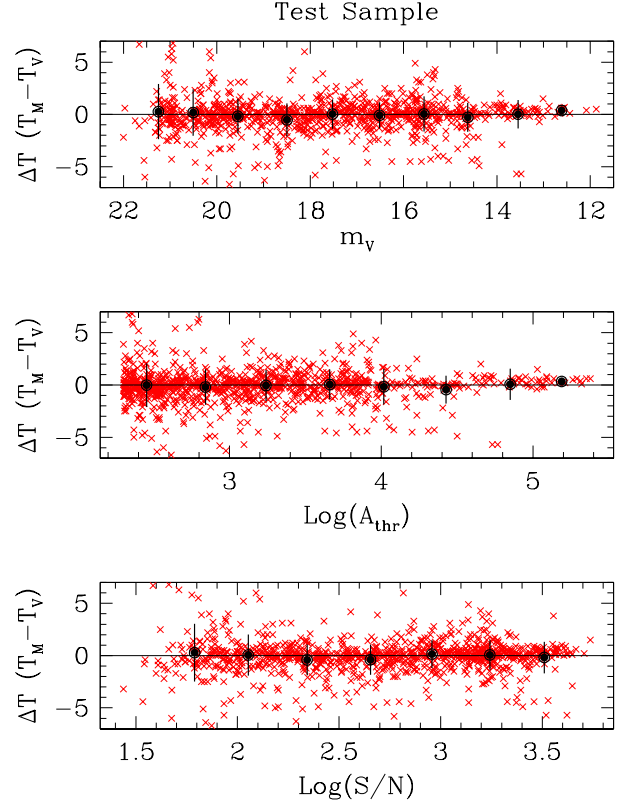 Test Sample
5
0
−5
ΔT (T_M−T_V)
22 20 18 16 14 12
m_V
5
0
−5
ΔT (T_M−T_V)
3 4 5
Log(A_thr)
5
0
−5
ΔT (T_M−T_V)
1.5 2 2.5 3 3.5
Log(S/N)